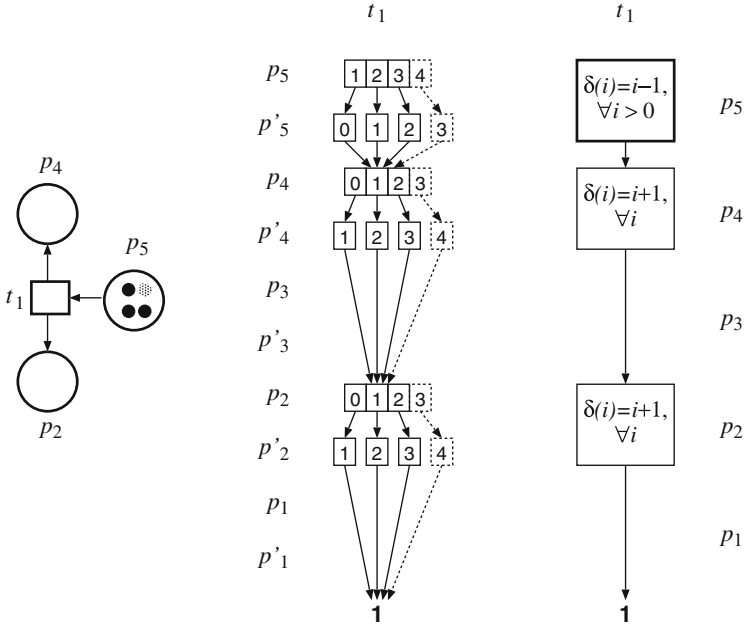 p4
p5
t1
p2
t1
p5
1 2 3 4
p'5
0 1 2 3
p4
0 1 2 3
p'4
1 2 3 4
p3
p'3
p2
0 1 2 3
p'2
1 2 3 4
p1
p'1
1
t1
δ(i)=i−1,
∀i > 0
p5
δ(i)=i+1,
∀i
p4
p3
δ(i)=i+1,
∀i
p2
p1
1